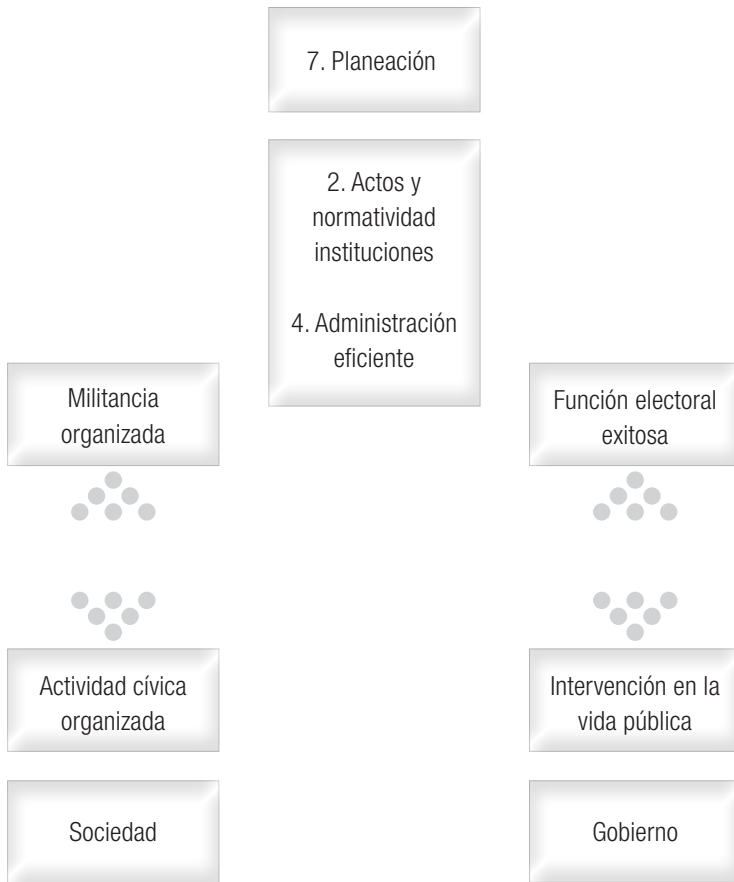 7. Planeación
2. Actos y
normatividad
instituciones
4. Administración
eficiente
Militancia
organizada
Función electoral
exitosa
Actividad cívica
organizada
Intervención en la
vida pública
Sociedad
Gobierno